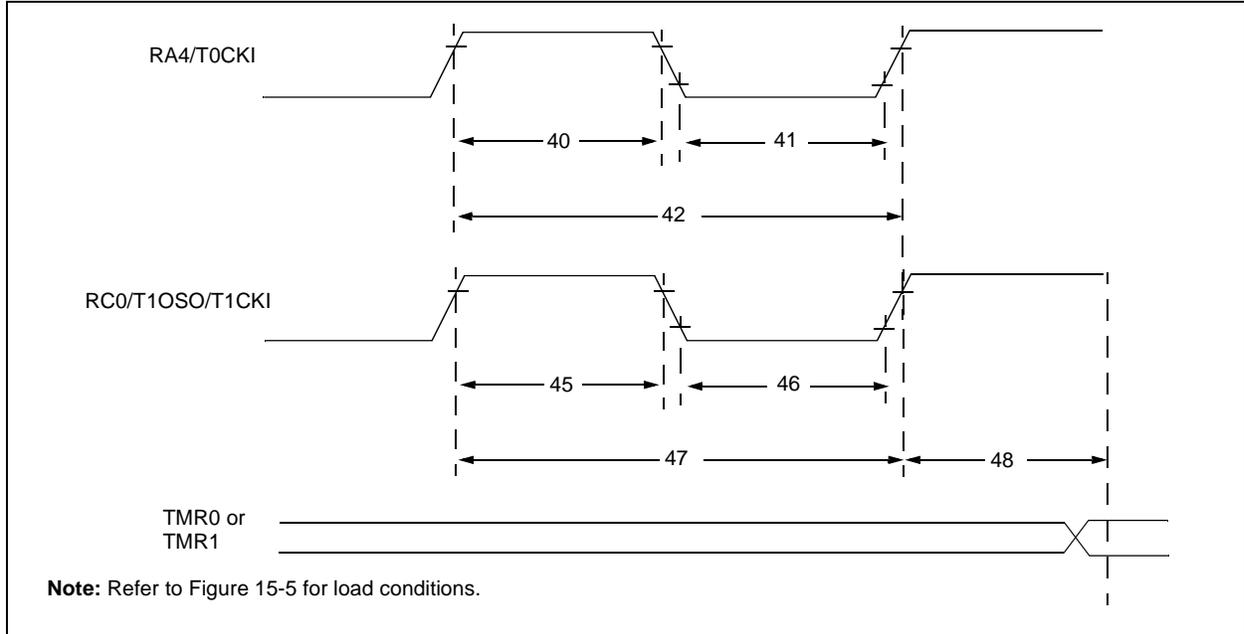 RA4/T0CKI
40
41
42
RC0/T1OSO/T1CKI
45
46
47
48
TMR0 or
TMR1
Note: Refer to Figure 15-5 for load conditions.